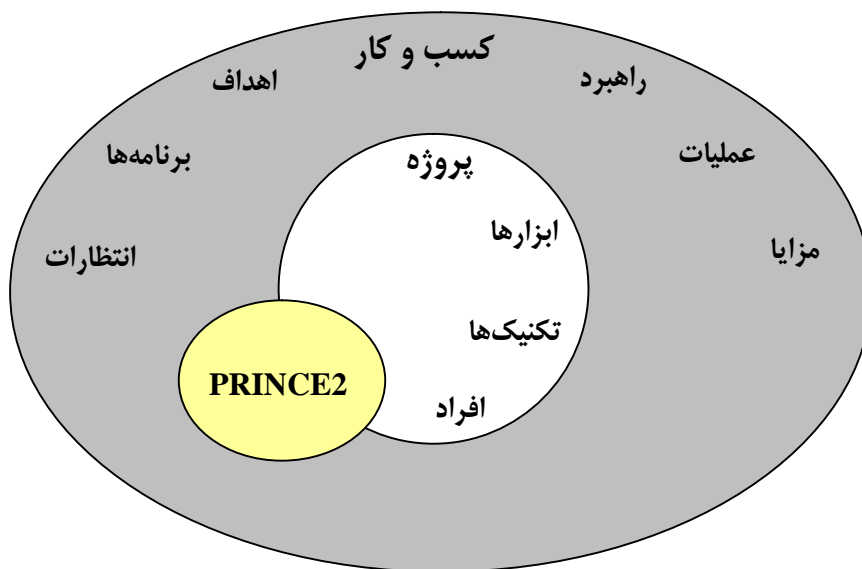 کسب و کار
راهبرد
اهداف
عملیات
برنامه‌ها
پروژه
مزایا
انتظارات
ابزارها
تکنیک‌ها
افراد
PRINCE2